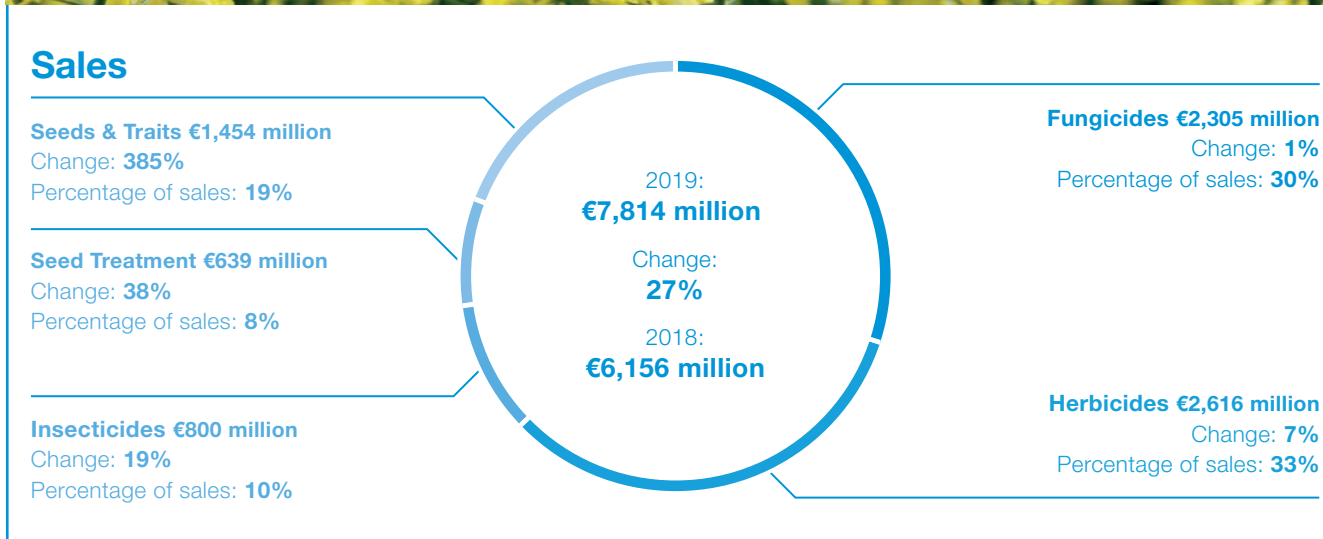 Sales
Seeds & Traits €1,454 million
Change: 385%
Percentage of sales: 19%
Seed Treatment €639 million
Change: 38%
Percentage of sales: 8%
Insecticides €800 million
Change: 19%
Percentage of sales: 10%
2019:
€7,814 million
Change:
27%
2018:
€6,156 million
Fungicides €2,305 million
Change: 1%
Percentage of sales: 30%
Herbicides €2,616 million
Change: 7%
Percentage of sales: 33%